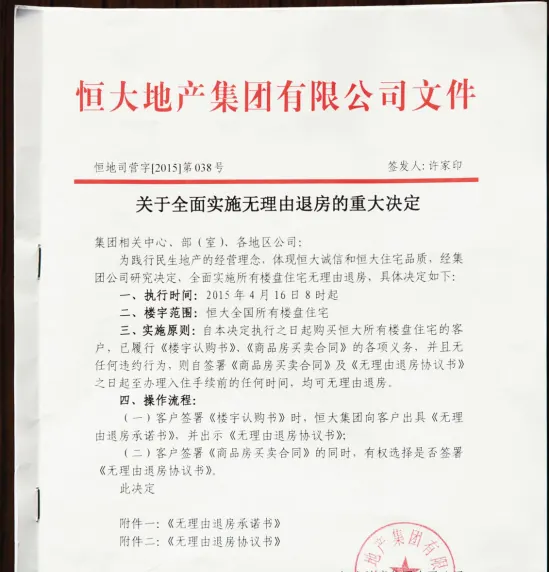 恒大地产集团有限公司文件
恒地司营字[2015]第038号 签发人：许家印
关于全面实施无理由退房的重大决定
集团相关中心、部（室）、各地区公司：
为践行民生地产的经营理念，体现恒大诚信和恒大住宅品质，经集
团公司研究决定，全面实施所有楼盘住宅无理由退房，具体决定如下：
一、执行时间：2015年4月16日8时起
二、楼宇范围：恒大全国所有楼盘住宅
三、实施原则：自本决定执行之日起购买恒大所有楼盘住宅的客
户，已履行《楼宇认购书》、《商品房买卖合同》的各项义务，并且无
任何违约行为，则自签署《商品房买卖合同》及《无理由退房协议书》
之日起至办理入住手续前的任何时间，均可无理由退房。
四、操作流程：
（一）客户签署《楼宇认购书》时，恒大集团向客户出具《无理
由退房承诺书》，并出示《无理由退房协议书》；
（二）客户签署《商品房买卖合同》的同时，有权选择是否签署
《无理由退房协议书》。
此决定
附件一：《无理由退房承诺书》
附件二：《无理由退房协议书》
地产集团有限